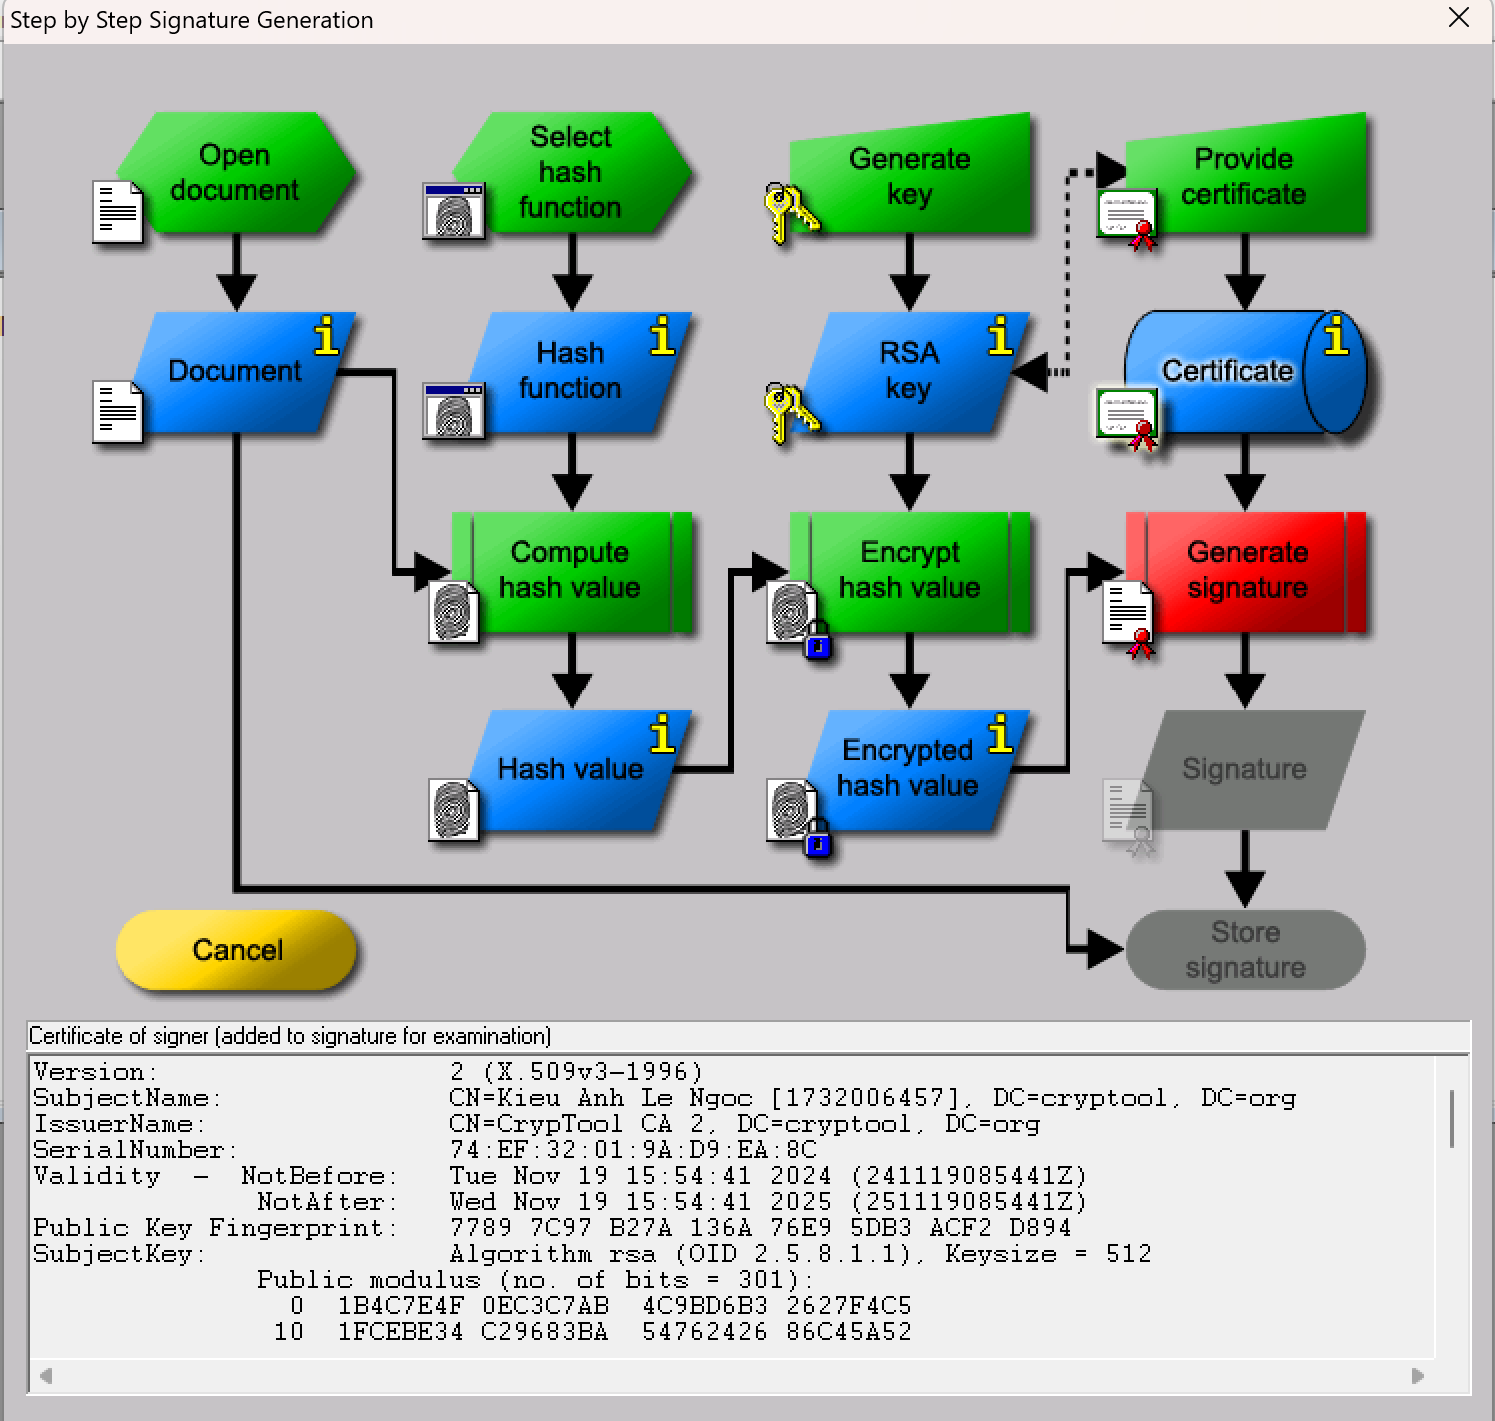 Step by Step Signature Generation
Open
document
Select
hash
function
Generate
key
Provide
certificate
Document
Hash
function
RSA
key
Certificate
Compute
hash value
Encrypt
hash value
Generate
signature
Hash value
Encrypted
hash value
Signature
Cancel
Store
signature
Certificate of signer (added to signature for examination)
Version: 2 (X.509v3-1996)
SubjectName: CN=Kieu Anh Le Ngoc [1732006457], DC=cryptool, DC=org
IssuerName: CN=CrypTool CA 2, DC=cryptool, DC=org
SerialNumber: 74:EF:32:01:9A:D9:EA:8C
Validity - NotBefore: Tue Nov 19 15:54:41 2024 (241119085441Z)
NotAfter: Wed Nov 19 15:54:41 2025 (251119085441Z)
Public Key Fingerprint: 7789 7C97 B27A 136A 76E9 5DB3 ACF2 D894
SubjectKey: Algorithm rsa (OID 2.5.8.1.1), Keysize = 512
Public modulus (no. of bits = 301):
0 1B4C7E4F 0EC3C7AB 4C9BD6B3 2627F4C5
10 1FCEBE34 C29683BA 54762426 86C45A52